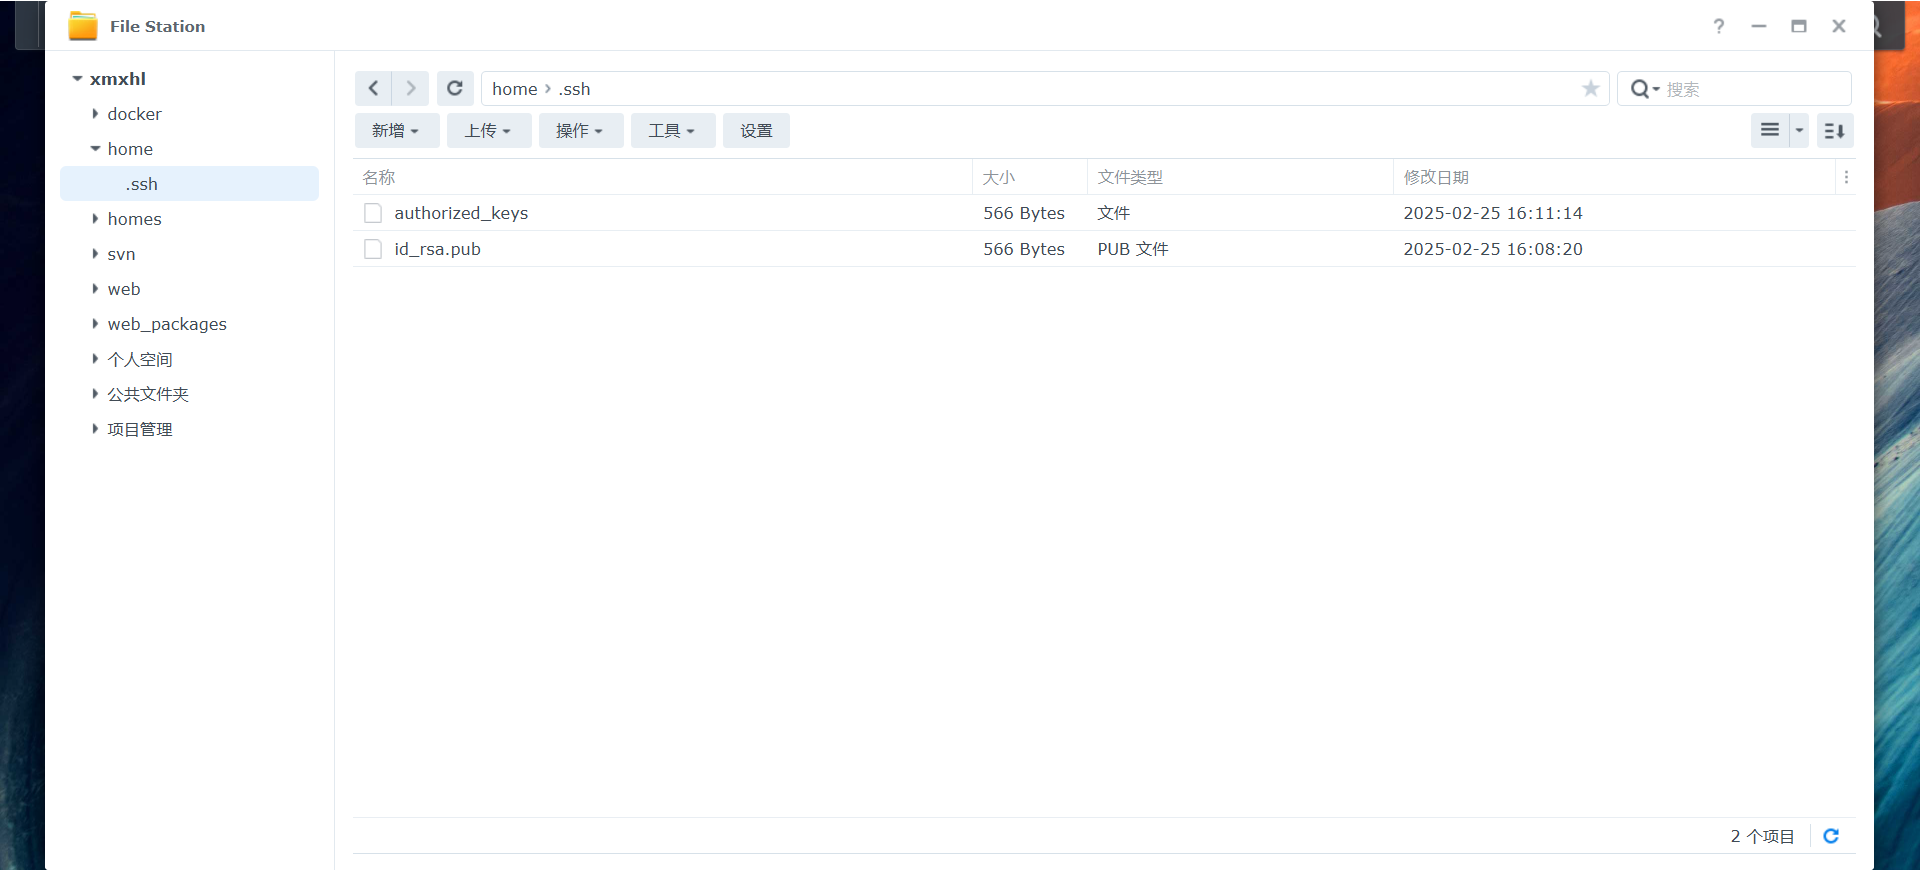 File Station
xmxhl
docker
home
.ssh
homes
svn
web
web_packages
个人空间
公共文件夹
项目管理
home › .ssh
搜索
新增 上传 操作 工具 设置
名称 大小 文件类型 修改日期
authorized_keys 566 Bytes 文件 2025-02-25 16:11:14
id_rsa.pub 566 Bytes PUB 文件 2025-02-25 16:08:20
2 个项目